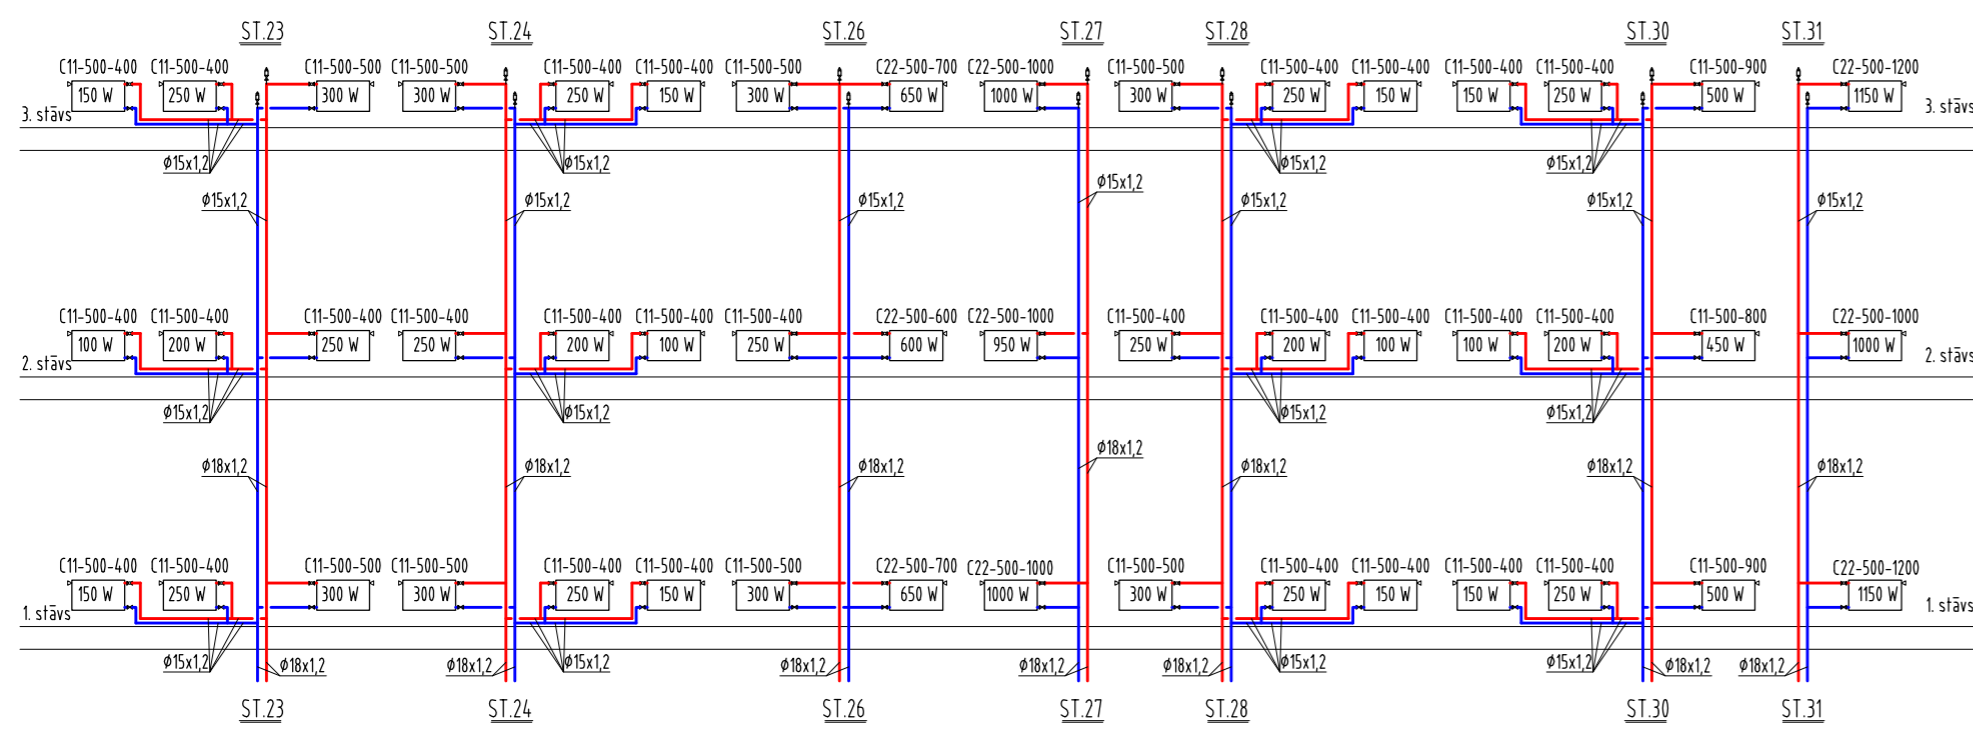 ST.23 ST.24 ST.26 ST.27 ST.28 ST.30 ST.31
C11-500-400 C11-500-400 C11-500-500 C11-500-500 C11-500-400 C11-500-400 C11-500-500 C22-500-700 C22-500-1000 C11-500-500 C11-500-400 C11-500-400 C11-500-400 C11-500-400 C11-500-900 C22-500-1200
150 W 250 W 300 W 300 W 250 W 150 W 300 W 650 W 1000 W 300 W 250 W 150 W 150 W 250 W 500 W 1150 W
3. stāvs 3. stāvs
ϕ15x1,2 ϕ15x1,2 ϕ15x1,2 ϕ15x1,2
ϕ15x1,2
ϕ15x1,2 ϕ15x1,2 ϕ15x1,2 ϕ15x1,2 ϕ15x1,2 ϕ15x1,2
C11-500-400 C11-500-400 C11-500-400 C11-500-400 C11-500-400 C11-500-400 C11-500-400 C22-500-600 C22-500-1000 C11-500-400 C11-500-400 C11-500-400 C11-500-400 C11-500-400 C11-500-800 C22-500-1000
100 W 200 W 250 W 250 W 200 W 100 W 250 W 600 W 950 W 250 W 200 W 100 W 100 W 200 W 450 W 1000 W
2. stāvs 2. stāvs
ϕ15x1,2 ϕ15x1,2 ϕ15x1,2 ϕ15x1,2
ϕ18x1,2
ϕ18x1,2 ϕ18x1,2 ϕ18x1,2 ϕ18x1,2 ϕ18x1,2 ϕ18x1,2
C11-500-400 C11-500-400 C11-500-500 C11-500-500 C11-500-400 C11-500-400 C11-500-500 C22-500-700 C22-500-1000 C11-500-500 C11-500-400 C11-500-400 C11-500-400 C11-500-400 C11-500-900 C22-500-1200
150 W 250 W 300 W 300 W 250 W 150 W 300 W 650 W 1000 W 300 W 250 W 150 W 150 W 250 W 500 W 1150 W
1. stāvs 1. stāvs
ϕ15x1,2 ϕ18x1,2 ϕ18x1,2 ϕ15x1,2 ϕ18x1,2 ϕ18x1,2 ϕ18x1,2 ϕ15x1,2 ϕ15x1,2 ϕ18x1,2 ϕ18x1,2
ST.23 ST.24 ST.26 ST.27 ST.28 ST.30 ST.31